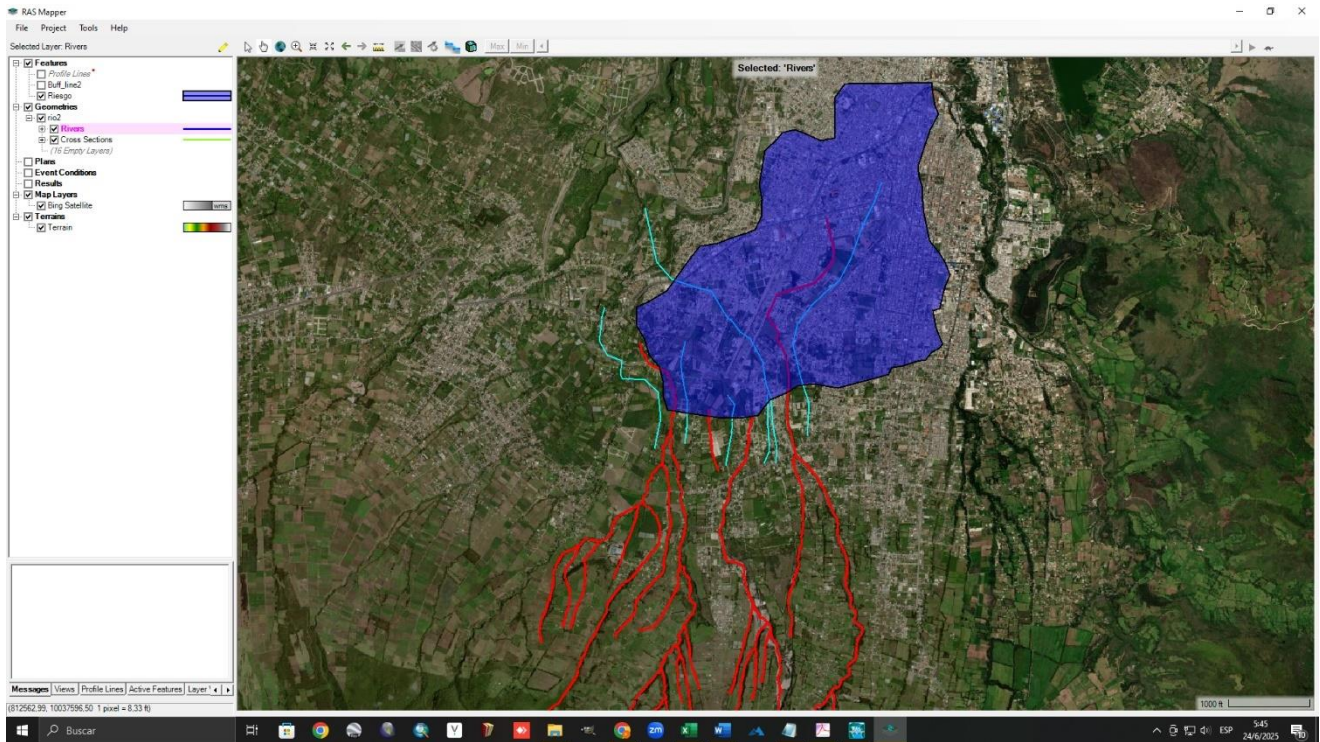 RAS Mapper
File Project Tools Help
Selected Layer: Rivers
Max Min
Selected: 'Rivers'
Features
Profile Lines *
Buff_line2
Riesgo
Geometries
rio2
Rivers
Cross Sections
(16 Empty Layers)
Plans
Event Conditions
Results
Map Layers
Bing Satellite
wms
Terrains
Terrain
Messages Views Profile Lines Active Features Layer
(812562.99, 10037596.50 1 pixel = 8.33 ft)
1000 ft
Buscar
zm
ESP
5:45
24/6/2025